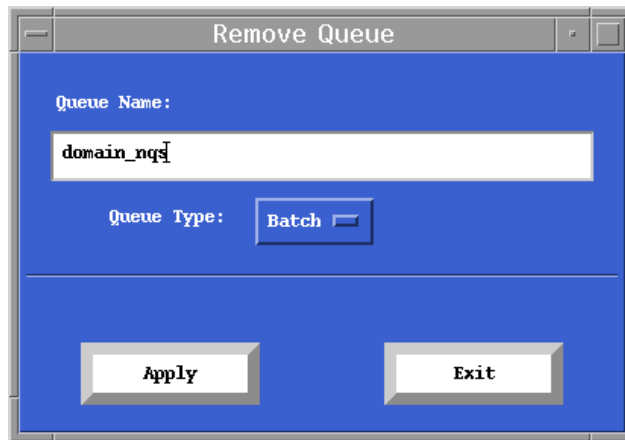 Remove Queue
Queue Name:
domain_nqs
Queue Type: Batch
Apply Exit